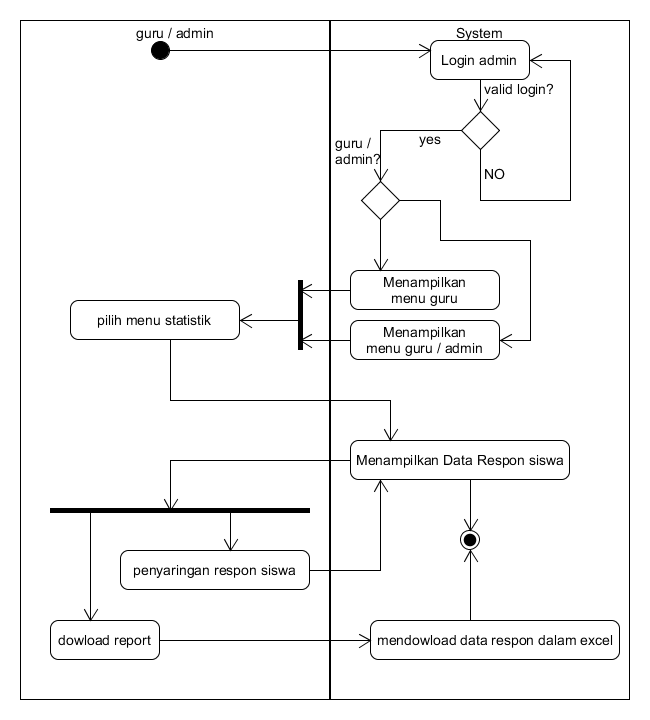 guru / admin
System
Login admin
valid login?
yes
guru /
admin?
NO
Menampilkan
menu guru
pilih menu statistik
Menampilkan
menu guru / admin
Menampilkan Data Respon siswa
penyaringan respon siswa
dowload report
mendowload data respon dalam excel